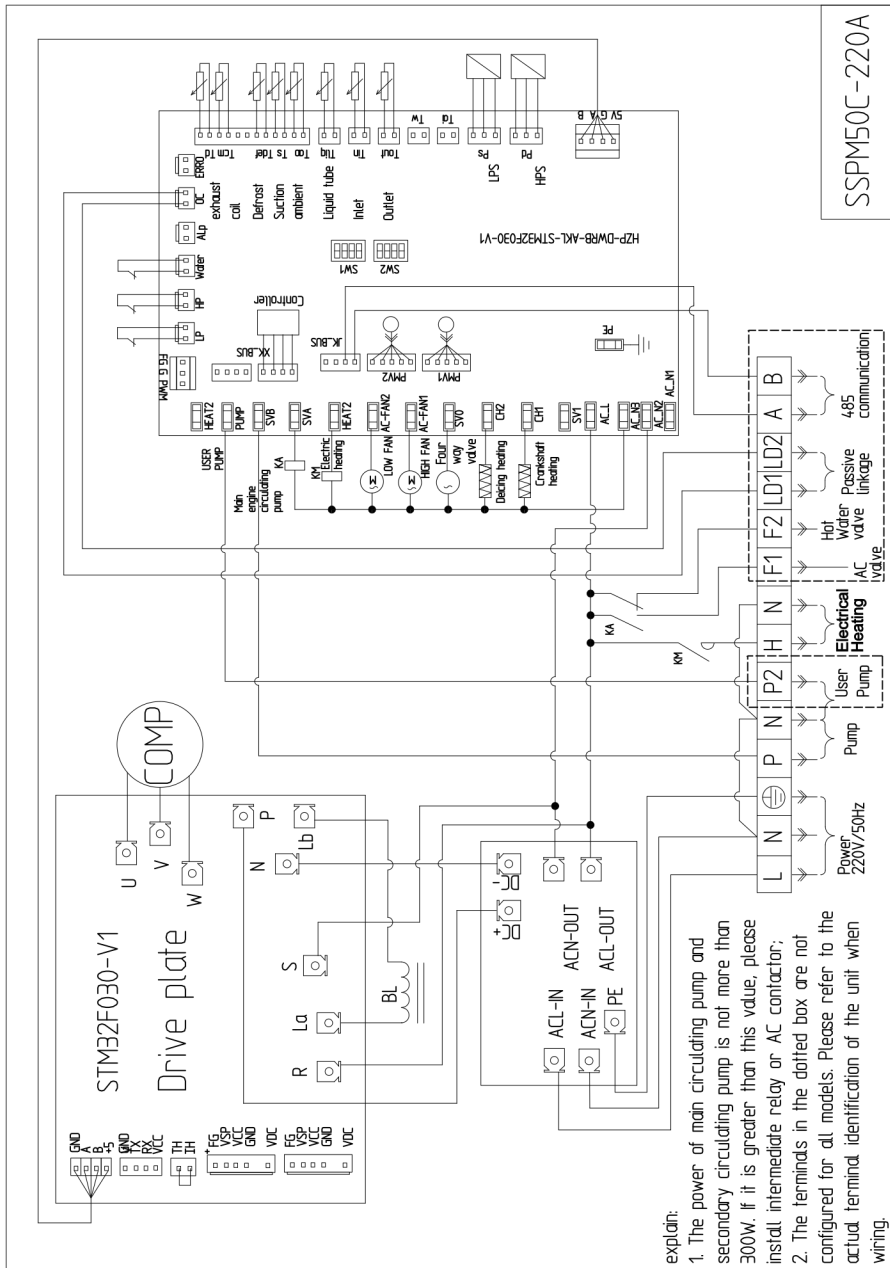 SSPM50C-220A
STM32F030-V1
Drive plate
COMP
U
V
W
P
Lb
N
S
La
R
BL
GND
A
B
+5
GND
TX
RX
VCC
TH
IH
+FG
VSP
VCC
GND
VDC
FG
VSP
VCC
GND
VDC
DC-
DC+
ACN-OUT
ACL-OUT
ACL-IN
ACN-IN
PE
HZP-DWRB-AKL-STM32F030-V1
ERRO
OC
ALp
Water
HP
LP
FG G PWM
Td
Tcm
Tdef
Ts
Tao
Tliq
Tin
Tout
Tw
Tdi
Ps
Pd
LPS
HPS
5V G A B
exhaust
coil
Defrost
Suction
ambient
Liquid tube
Inlet
Outlet
SW1
SW2
Controller
XK_BUS
JK_BUS
PMV2
PMV1
PE
HEAT2
PUMP
SVB
SVA
HEAT2
AC-FAN2
AC-FAN1
SV0
CH2
CH1
SV1
AC_L
AC_N3
AC_N2
AC_N1
USER
PUMP
Main
engine
circulating
pump
KA
KM
Electric
heating
M
LOW FAN
M
HIGH FAN
Four
way
valve
Deicing heating
Crankshaft
heating
KA
KM
L
N
P
N
P2
H
N
F1
F2
LD1
LD2
A
B
Power
220V/50Hz
Pump
User
Pump
Electrical
Heating
AC
valve
Hot
Water
valve
Passive
linkage
485
communication
explain:
1. The power of main circulating pump and
secondary circulating pump is not more than
300W. If it is greater than this value, please
install intermediate relay or AC contactor;
2. The terminals in the dotted box are not
configured for all models. Please refer to the
actual terminal identification of the unit when
wiring.